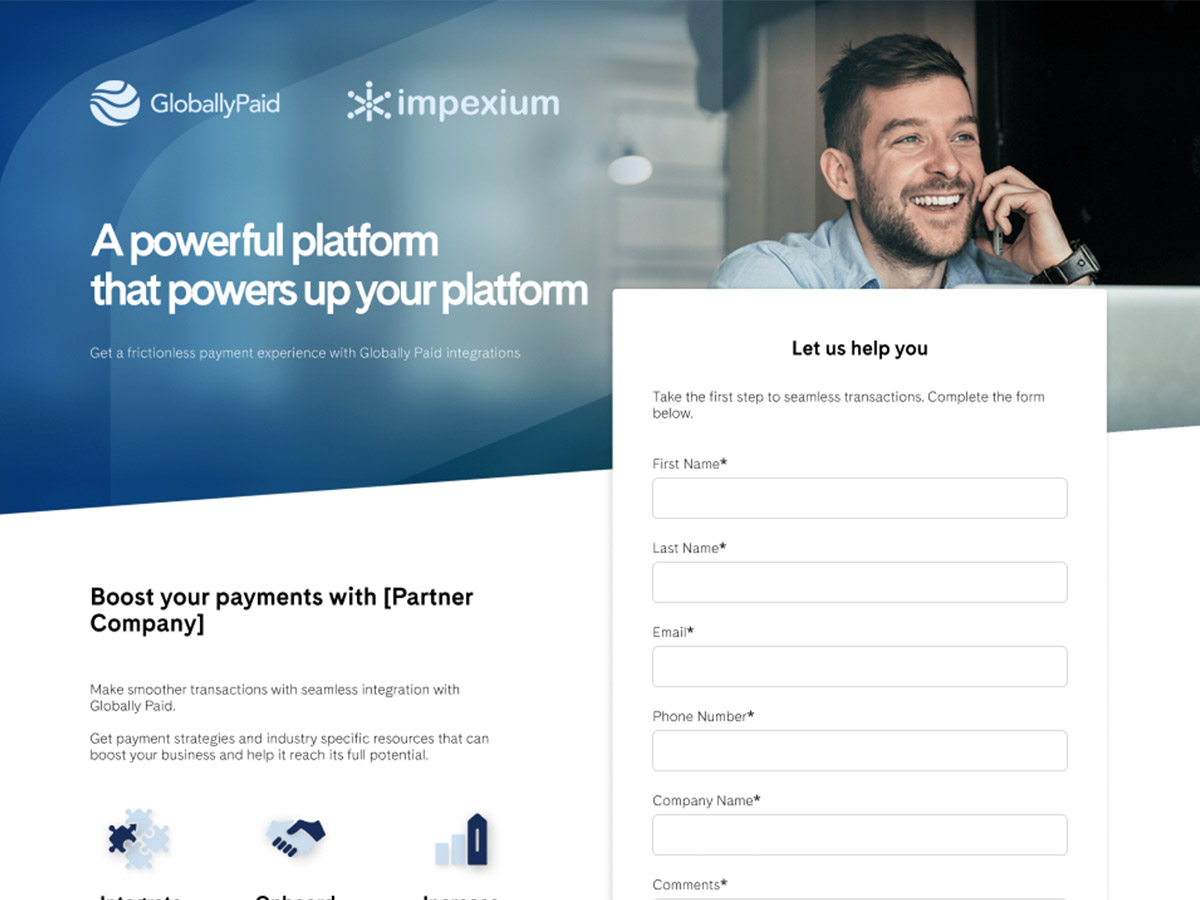 GloballyPaid
impexium
A powerful platform
that powers up your platform
Get a frictionless payment experience with Globally Paid integrations
Let us help you
Take the first step to seamless transactions. Complete the form
below.
First Name*
Last Name*
Email*
Phone Number*
Company Name*
Comments*
Boost your payments with [Partner
Company]
Make smoother transactions with seamless integration with
Globally Paid.
Get payment strategies and industry specific resources that can
boost your business and help it reach its full potential.